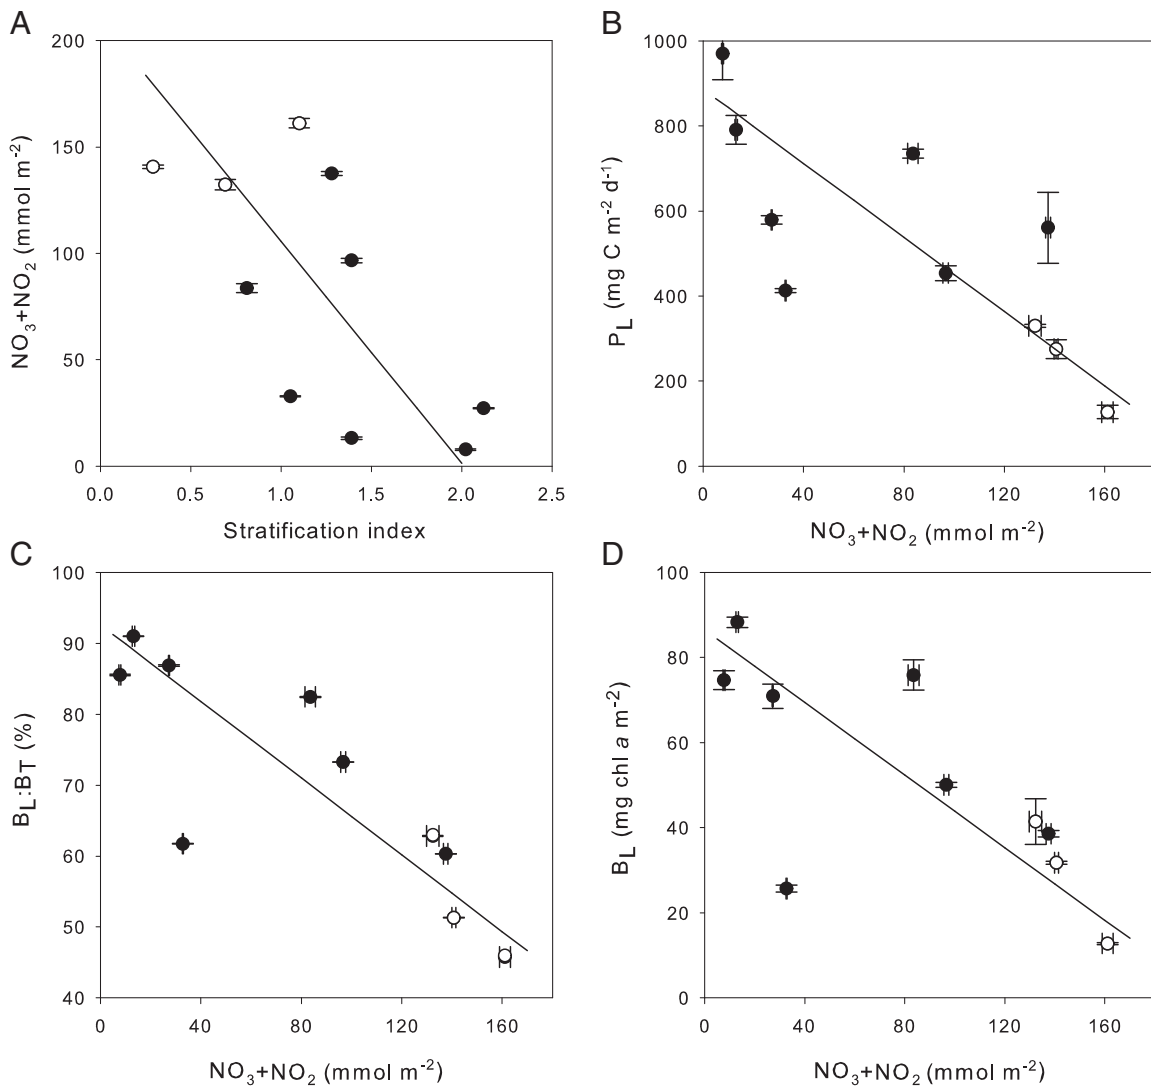 A
200
150
100
50
0
NO3+NO2 (mmol m-2)
0.0 0.5 1.0 1.5 2.0 2.5
Stratification index
B
1000
800
600
400
200
0
PL (mg C m-2 d-1)
0 40 80 120 160
NO3+NO2 (mmol m-2)
C
100
90
80
70
60
50
40
BL:BT (%)
0 40 80 120 160
NO3+NO2 (mmol m-2)
D
100
80
60
40
20
0
BL (mg chl a m-2)
0 40 80 120 160
NO3+NO2 (mmol m-2)